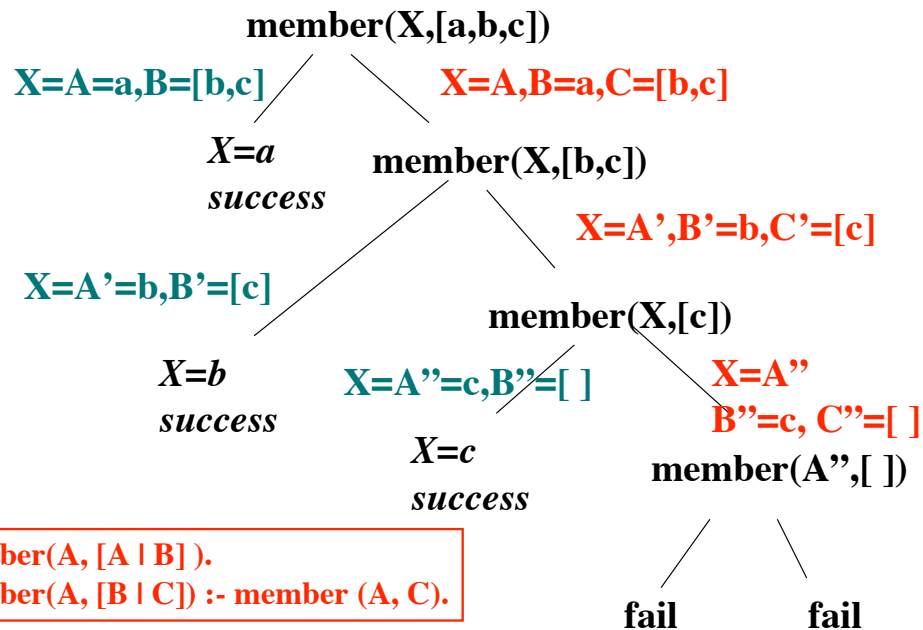 member(X,[a,b,c])
X=A=a,B=[b,c]
X=A,B=a,C=[b,c]
X=a
success
member(X,[b,c])
X=A’,B’=b,C’=[c]
X=A’=b,B’=[c]
member(X,[c])
X=b
success
X=A”=c,B”=[ ]
X=A”
B”=c, C”=[ ]
X=c
success
member(A”,[ ])
ber(A, [A | B] ).
ber(A, [B | C]) :- member (A, C).
fail
fail